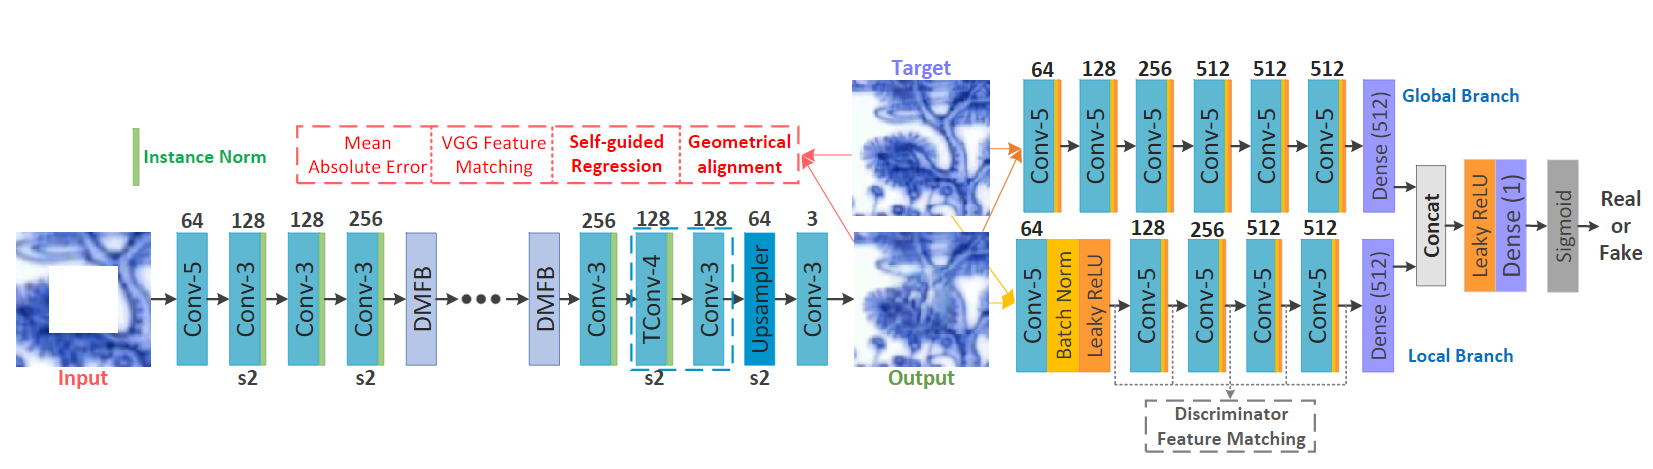 Target
64 128 256 512 512 512
Conv-5 Conv-5 Conv-5 Conv-5 Conv-5 Conv-5 Dense (512)
Global Branch
Instance Norm
Mean
Absolute Error
VGG Feature
Matching
Self-guided
Regression
Geometrical
alignment
64 128 128 256 256 128 128 64 3
Conv-5 Conv-3 Conv-3 Conv-3 DMFB DMFB Conv-3 TConv-4 Conv-3 Upsampler Conv-3
s2 s2 s2 s2
Input
Output
64 128 256 512 512
Conv-5 Batch Norm Leaky ReLU Conv-5 Conv-5 Conv-5 Conv-5 Dense (512)
Local Branch
Concat
Leaky ReLU
Dense (1)
Sigmoid
Real
or
Fake
Discriminator
Feature Matching